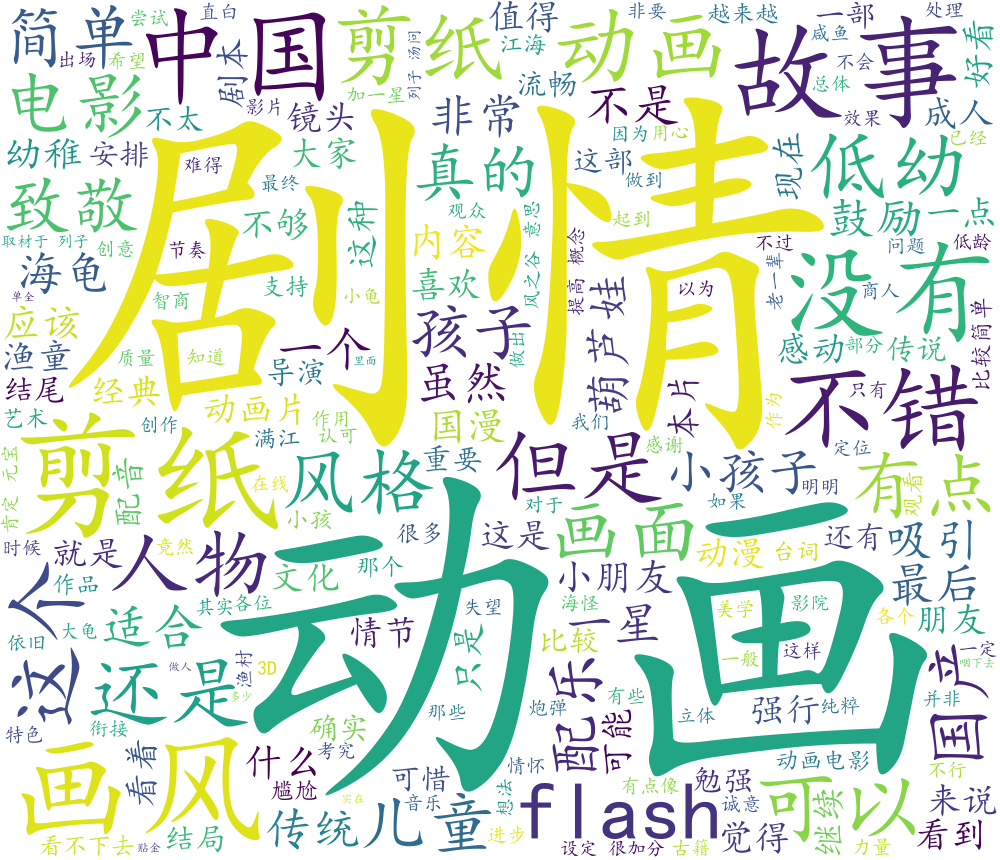 简单
中国
剪纸动画
故事
剧情
动画
电影
出场
希望
尝试
直白
剧本
影片
加一星
列子 汤问
江海
值得
流畅
非要
越来越
一部
咸鱼
不会
总体
处理
好看
成人
效果
已经
不太
镜头
非常
不是
因为
用心
幼稚
安排
大家
难得
真的
这部
做到
现在
低幼
致敬
不够
最终
这种
观众
意思
起到
鼓励一点
取材于 列子
创意
节奏
内容
风之谷
概念
提高
不过
老一辈
问题
低龄
海龟
单全
智商
支持
小龟
喜欢
葫芦娃
以为
商人
没有
比较简单
应该
质量
知道
一个
孩子
做出
感动
部分
传说
渔童
里面
导演
虽然
本片
不错
只有
结尾
经典
动画片
作用
认可
国漫
我们
作为
艺术
创作
满江
感谢
定位
剪纸
风格
重要
但是
小孩子
明明
有点
观看
肯定 元宝
配音
在线
小孩
对于
如果
时候
就是
人物
竟然
很多
这是
画面
动漫
台词
还有
吸引
个
作品
文化
那个
小朋友
最后
海怪
美学
影院
各个
朋友
依旧
大龟
适合
其实各位
失望
一星
情节
只是
比较
一般
这样
一定
咽下去
这
还是
渔村
做人
3D
多少
配乐
有些
立体
强行
纯粹
并非
国产
特色
衔接
确实
那些
炮弹
可能
画风
看着
什么
考究
可惜
情怀
动画电影
不行
尴尬
音乐
想法
有点像
勉强
诚意
可以
继续
来说
看不下去
贴金
结局
实在
传统
儿童
进步
flash
设定
很加分
古籍
觉得
力量
看到